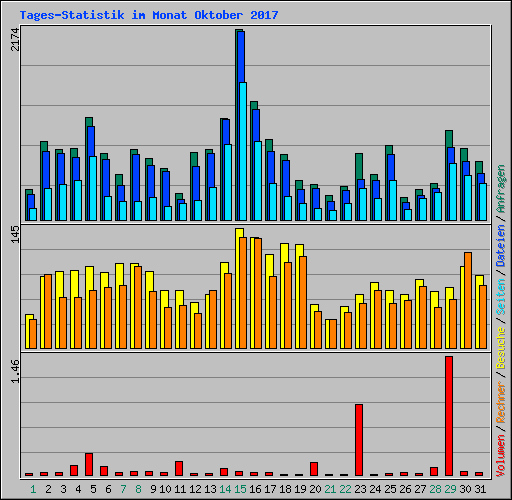 Tages-Statistik im Monat Oktober 2017
2174
145
1.46
Volumen / Rechner / Besuche / Seiten / Dateien / Anfragen
1 2 3 4 5 6 7 8 9 10 11 12 13 14 15 16 17 18 19 20 21 22 23 24 25 26 27 28 29 30 31